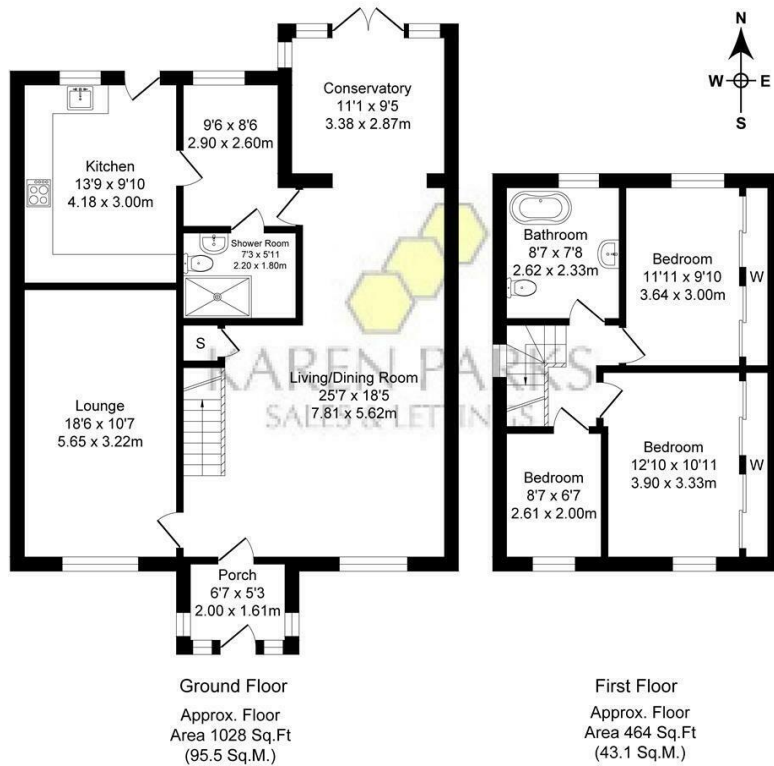 N
W E
S
Conservatory
11'1 x 9'5
3.38 x 2.87m
9'6 x 8'6
2.90 x 2.60m
Kitchen
13'9 x 9'10
4.18 x 3.00m
Shower Room
7'3 x 5'11
2.20 x 1.80m
S
Living/Dining Room
25'7 x 18'5
7.81 x 5.62m
Lounge
18'6 x 10'7
5.65 x 3.22m
Porch
6'7 x 5'3
2.00 x 1.61m
Bathroom
8'7 x 7'8
2.62 x 2.33m
Bedroom
11'11 x 9'10
3.64 x 3.00m
W
Bedroom
12'10 x 10'11
3.90 x 3.33m
W
Bedroom
8'7 x 6'7
2.61 x 2.00m
KAREN PARKS
SALES & LETTINGS
Ground Floor
Approx. Floor
Area 1028 Sq.Ft
(95.5 Sq.M.)
First Floor
Approx. Floor
Area 464 Sq.Ft
(43.1 Sq.M.)